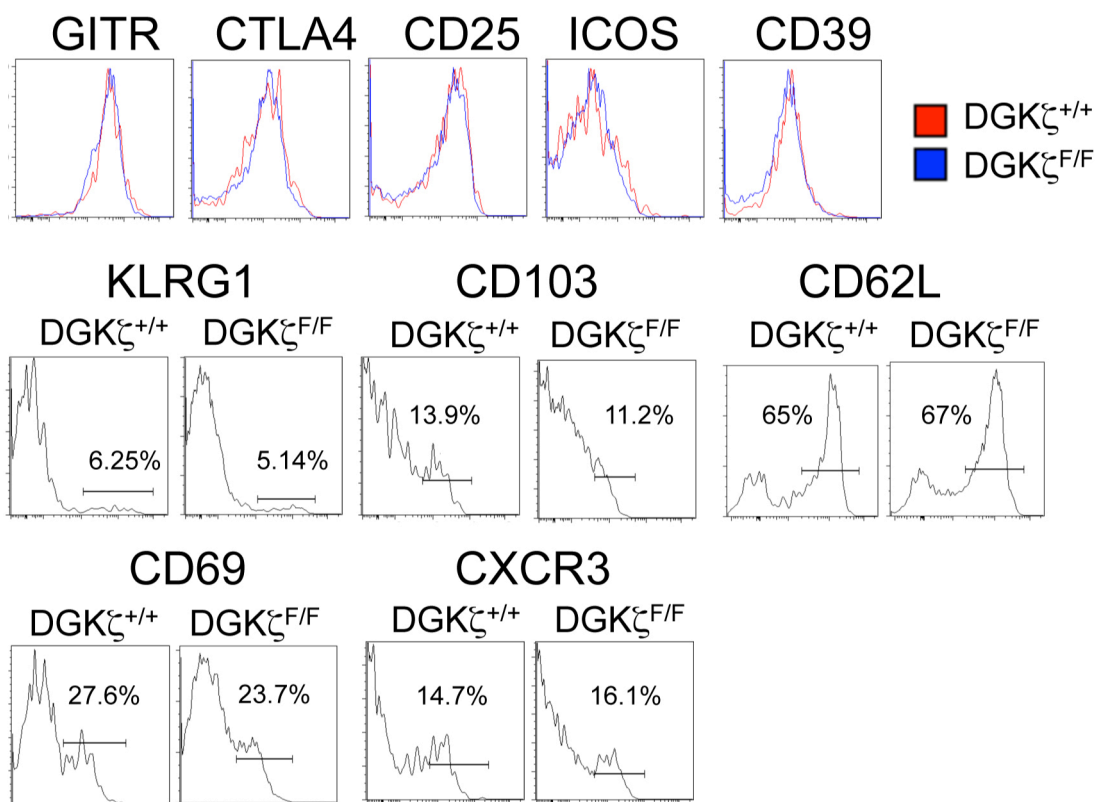 GITR CTLA4 CD25 ICOS CD39
DGKζ+/+
DGKζF/F
KLRG1 CD103 CD62L
DGKζ+/+ DGKζF/F DGKζ+/+ DGKζF/F DGKζ+/+ DGKζF/F
6.25% 5.14% 13.9% 11.2% 65% 67%
CD69 CXCR3
DGKζ+/+ DGKζF/F DGKζ+/+ DGKζF/F
27.6% 23.7% 14.7% 16.1%